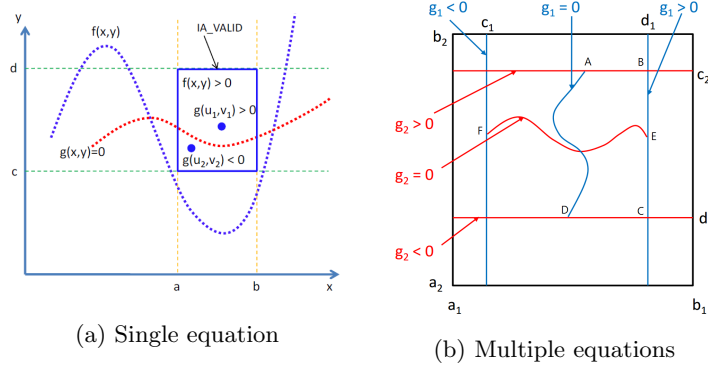 y
f(x,y)
IA_VALID
d
f(x,y) > 0
g(u1,v1) > 0
g(x,y)=0
g(u2,v2) < 0
c
a
b
x
(a) Single equation
g1 < 0
c1
g1 = 0
d1
g1 > 0
b2
A
B
c2
g2 > 0
F
E
g2 = 0
D
C
d
g2 < 0
a2
a1
b1
(b) Multiple equations